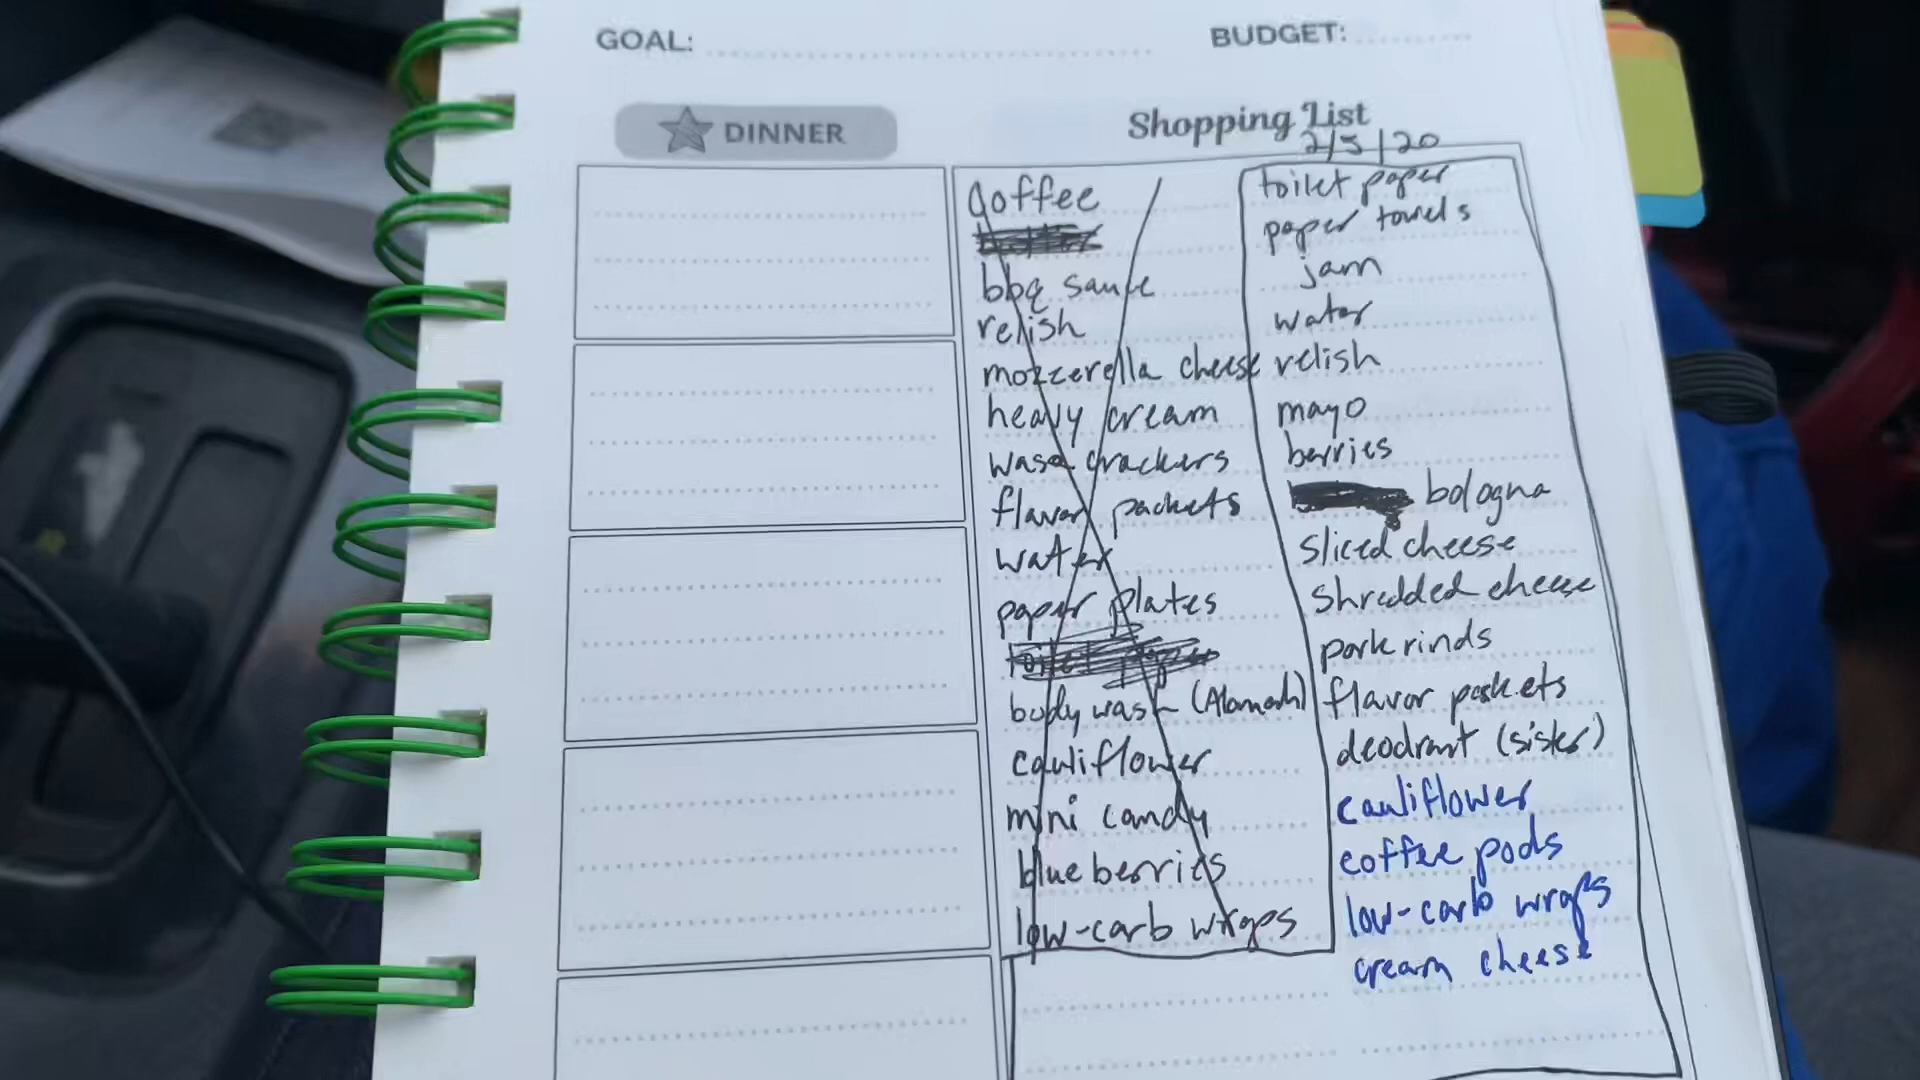 GOAL:
BUDGET:
DINNER
Shopping List
2/5/20
Coffee
bbq sauce
relish
mozzerella cheese
heavy cream
wasa crackers
flavor packets
water
paper plates
toilet paper
body wash
cauliflower
mini candy
blueberries
low-carb wraps
toilet paper
paper towels
jam
water
relish
mayo
berries
bologna
sliced cheese
shredded cheese
pork rinds
flavor packets
deodrant (sister)
cauliflower
coffee pods
low-carb wraps
cream cheese